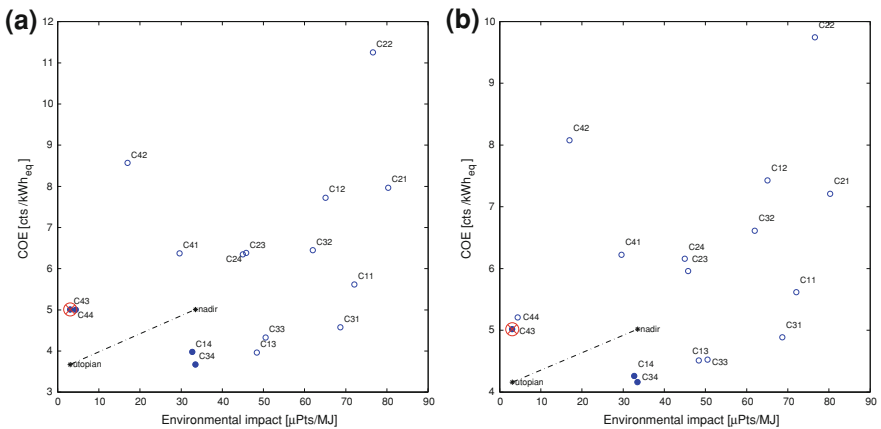 (a)
12
11
10
9
8
7
6
5
4
3
COE [cts /kWheq]
C22
C42
C21
C12
C41
C23
C24
C32
C11
C43
C44
nadir
C31
C33
C13
C14
C34
utopian
0 10 20 30 40 50 60 70 80 90
Environmental impact [µPts/MJ]
(b)
10
9
8
7
6
5
4
COE [cts /kWheq]
C22
C42
C12
C21
C32
C41
C24
C23
C11
C44
C43
nadir
C31
C13
C33
C14
C34
utopian
0 10 20 30 40 50 60 70 80 90
Environmental impact [µPts/MJ]